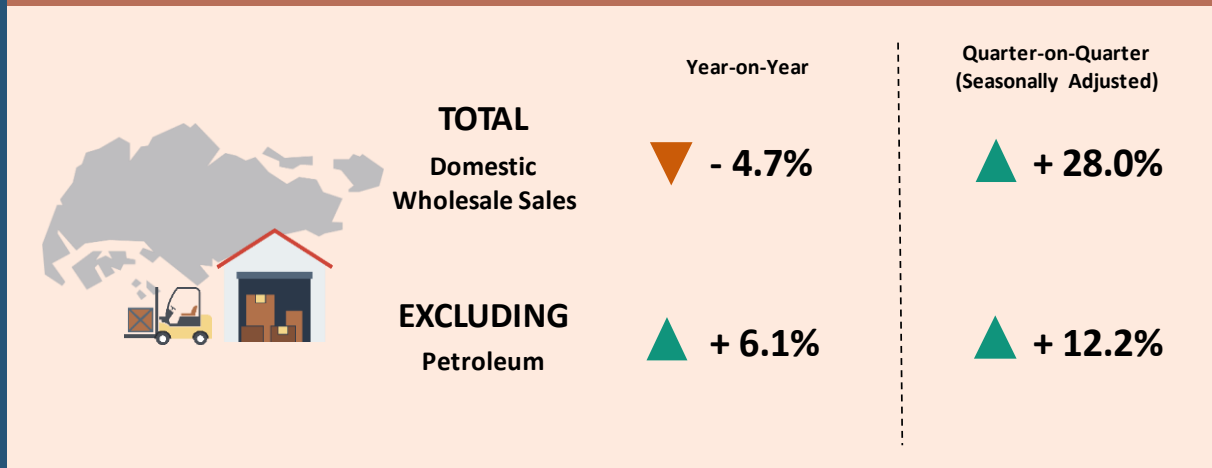 Year-on-Year
Quarter-on-Quarter
(Seasonally Adjusted)
TOTAL
Domestic
Wholesale Sales
- 4.7%
+ 28.0%
EXCLUDING
Petroleum
+ 6.1%
+ 12.2%